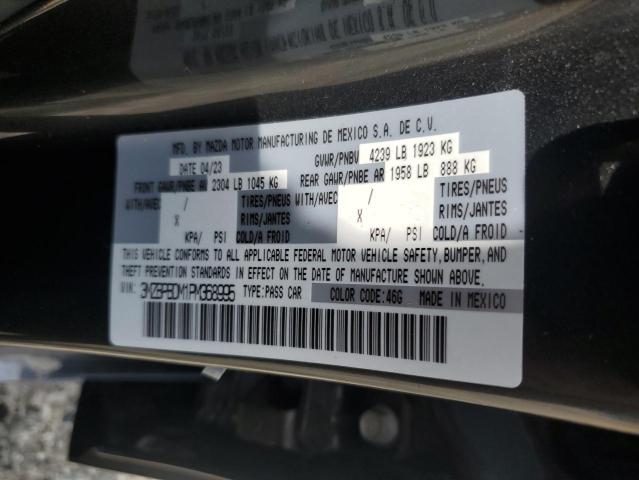 MFD. BY MAZDA MOTOR MANUFACTURING DE MEXICO S.A. DE C.V.
DATE 04/23 GVWR/PNBV 4239 LB 1923 KG
FRONT GAWR/PNBE AV 2304 LB 1045 KG REAR GAWR/PNBE AR 1958 LB 888 KG
WITH/AVEC / TIRES/PNEUS WITH/AVEC / TIRES/PNEUS
X RIMS/JANTES X RIMS/JANTES
KPA/ PSI COLD/A FROID KPA/ PSI COLD/A FROID
THIS VEHICLE CONFORMS TO ALL APPLICABLE FEDERAL MOTOR VEHICLE SAFETY, BUMPER, AND
THEFT PREVENTION STANDARDS IN EFFECT ON THE DATE OF MANUFACTURE SHOWN ABOVE.
VIN: 3MZBPBDM1PM368995 TYPE:PASS CAR COLOR CODE:46G MADE IN MEXICO